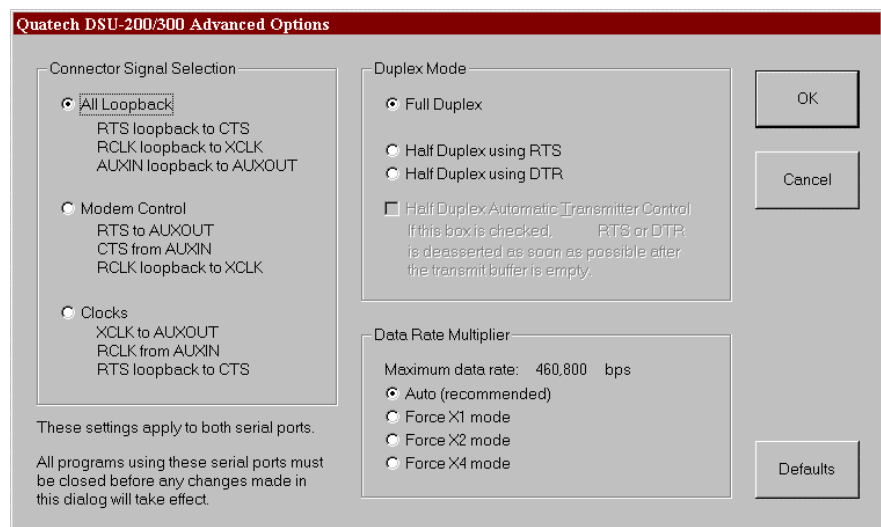 Quatech DSU-200/300 Advanced Options
Connector Signal Selection
All Loopback
RTS loopback to CTS
RCLK loopback to XCLK
AUXIN loopback to AUXOUT
Modem Control
RTS to AUXOUT
CTS from AUXIN
RCLK loopback to XCLK
Clocks
XCLK to AUXOUT
RCLK from AUXIN
RTS loopback to CTS
These settings apply to both serial ports.
All programs using these serial ports must
be closed before any changes made in
this dialog will take effect.
Duplex Mode
Full Duplex
Half Duplex using RTS
Half Duplex using DTR
Half Duplex Automatic Transmitter Control
If this box is checked, RTS or DTR
is deasserted as soon as possible after
the transmit buffer is empty.
Data Rate Multiplier
Maximum data rate: 460,800 bps
Auto (recommended)
Force X1 mode
Force X2 mode
Force X4 mode
OK
Cancel
Defaults